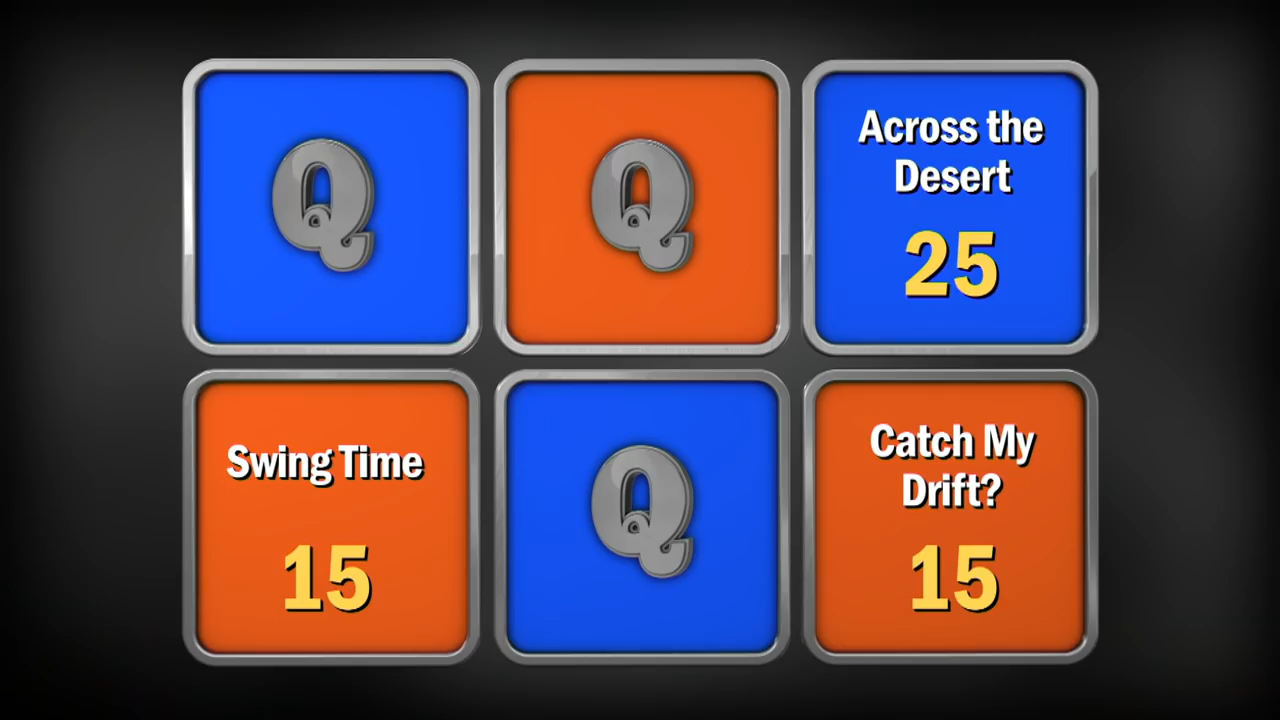 Q
Q
Across the
Desert
25
Swing Time
15
Q
Catch My
Drift?
15